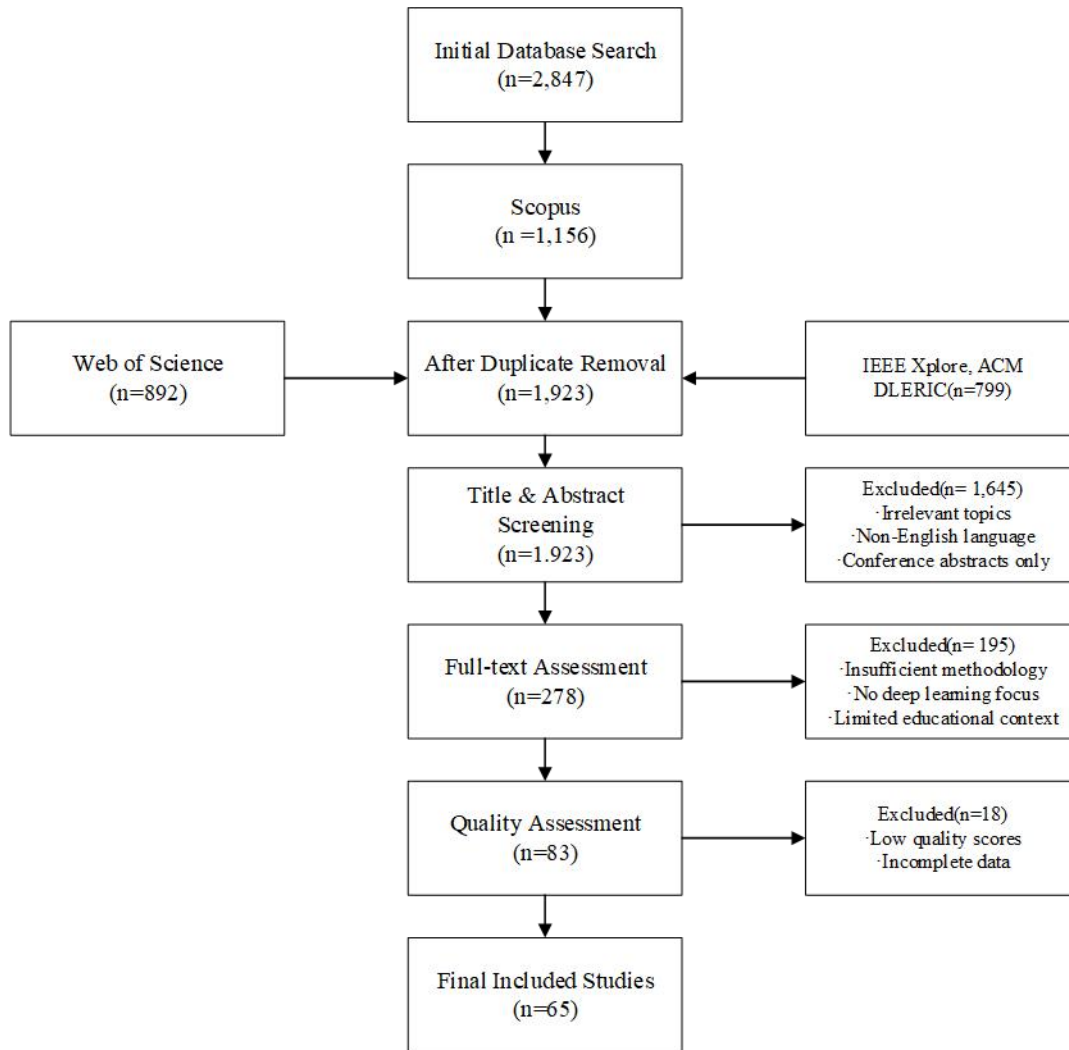 Initial Database Search
(n=2,847)
Scopus
(n =1,156)
Web of Science
(n=892)
After Duplicate Removal
(n=1,923)
IEEE Xplore, ACM
DLERIC(n=799)
Title & Abstract
Screening
(n=1.923)
Excluded(n= 1,645)
·Irrelevant topics
·Non-English language
·Conference abstracts only
Full-text Assessment
(n=278)
Excluded(n= 195)
·Insufficient methodology
·No deep learning focus
·Limited educational context
Quality Assessment
(n=83)
Excluded(n=18)
·Low quality scores
·Incomplete data
Final Included Studies
(n=65)